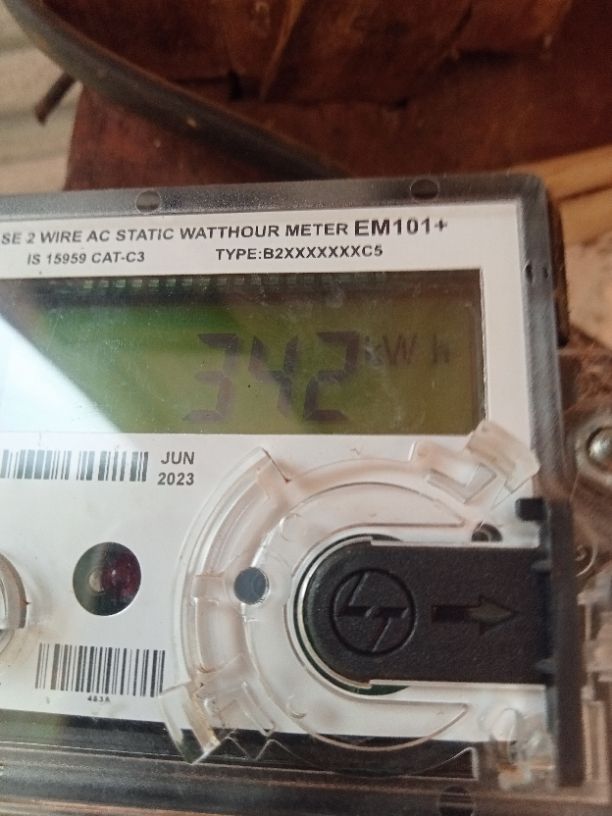 SE 2 WIRE AC STATIC WATTHOUR METER EM101+
IS 15959 CAT-C3 TYPE:B2XXXXXXXC5
342 kWh
JUN
2023